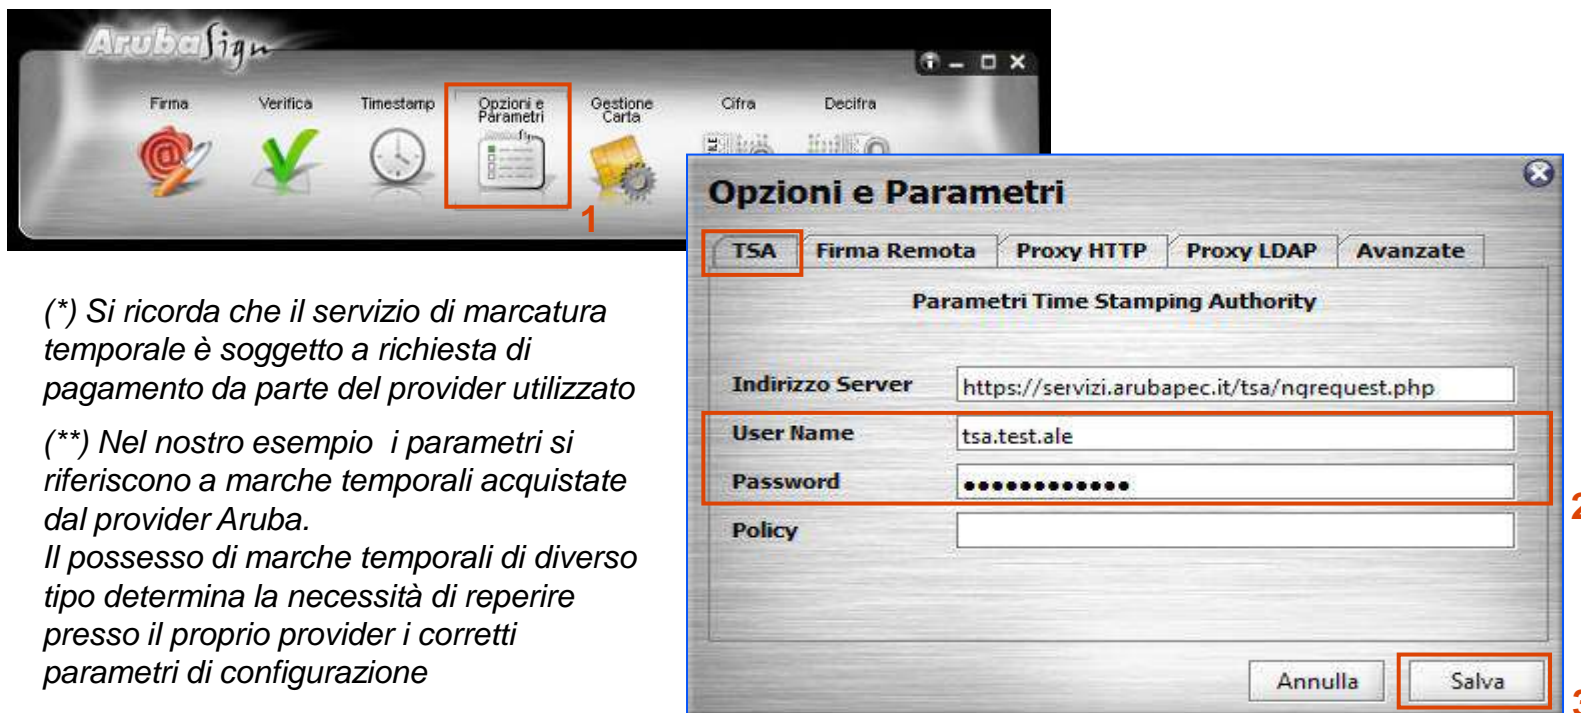 ArubaSign
Firma
Verifica
Timestamp
Opzioni e
Parametri
Gestione
Carta
Cifra
Decifra
1
Opzioni e Parametri
TSA
Firma Remota
Proxy HTTP
Proxy LDAP
Avanzate
Parametri Time Stamping Authority
Indirizzo Server
https://servizi.arubapec.it/tsa/ngrequest.php
User Name
tsa.test.ale
Password
••••••••••••
2
Policy
Annulla
Salva
3
(*) Si ricorda che il servizio di marcatura
temporale è soggetto a richiesta di
pagamento da parte del provider utilizzato
(**) Nel nostro esempio i parametri si
riferiscono a marche temporali acquistate
dal provider Aruba.
Il possesso di marche temporali di diverso
tipo determina la necessità di reperire
presso il proprio provider i corretti
parametri di configurazione